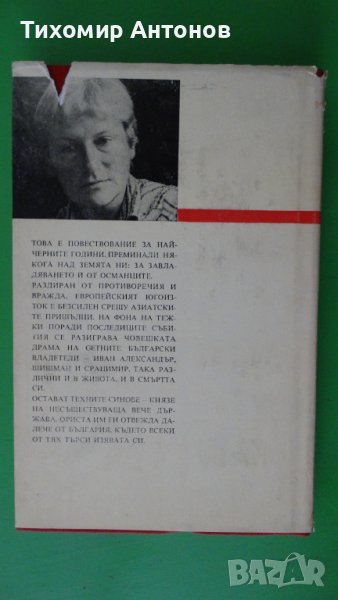 Тихомир Антонов
ТОВА Е ПОВЕСТВОВАНИЕ ЗА НАЙ-
ЧЕРНИТЕ ГОДИНИ, ПРЕМИНАЛИ НЯ-
КОГА НАД ЗЕМЯТА НИ: ЗА ЗАВЛА-
ДЯВАНЕТО Й ОТ ОСМАНЦИТЕ.
РАЗДИРАН ОТ ПРОТИВОРЕЧИЯ И
ВРАЖДА, ЕВРОПЕЙСКИЯТ ЮГОИЗ-
ТОК Е БЕЗСИЛЕН СРЕЩУ АЗИАТСКИ-
ТЕ ПРИШЪЛЦИ. НА ФОНА НА ТЕЖ-
КИ ПОРАДИ ПОСЛЕДИЦИТЕ СЪБИ-
ТИЯ СЕ РАЗИГРАВА ЧОВЕШКАТА
ДРАМА НА СЕТНИТЕ БЪЛГАРСКИ
ВЛАДЕТЕЛИ – ИВАН АЛЕКСАНДЪР,
ШИШМАН И СРАЦИМИР, ТАКА РАЗ-
ЛИЧНИ И В ЖИВОТА, И В СМЪРТТА
СИ.
ОСТАВАТ ТЕХНИТЕ СИНОВЕ – КНЯЗЕ
НА НЕСЪЩЕСТВУВАЩА ВЕЧЕ ДЪР-
ЖАВА. ОРИСТА ИМ ГИ ОТВЕЖДА ДА-
ЛЕЧЕ ОТ БЪЛГАРИЯ, КЪДЕТО ВСЕКИ
ОТ ТЯХ ТЪРСИ ИЗЯВАТА СИ.
BAZAR